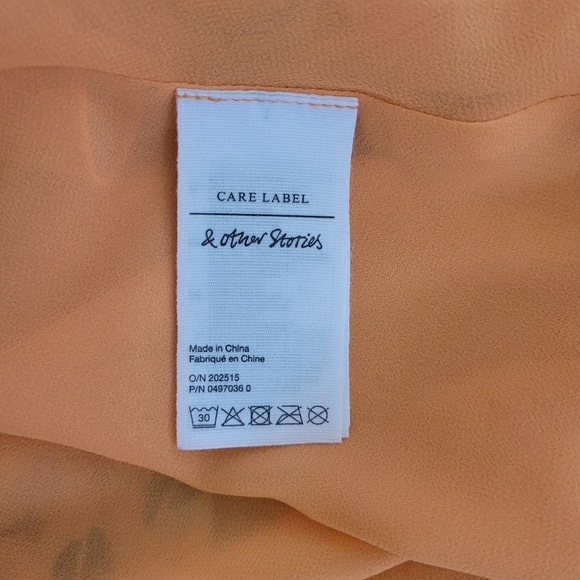 CARE LABEL
& other Stories
Made in China
Fabriqué en Chine
O/N 202515
P/N 0497036 0
30